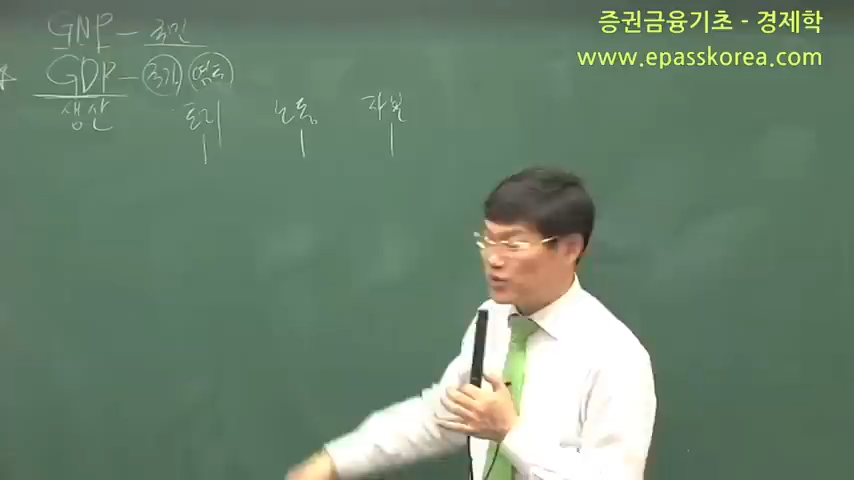 증권금융기초 - 경제학
www.epasskorea.com
GNP - 국민
GDP - 국가 영토
생산 토지 노동 자본